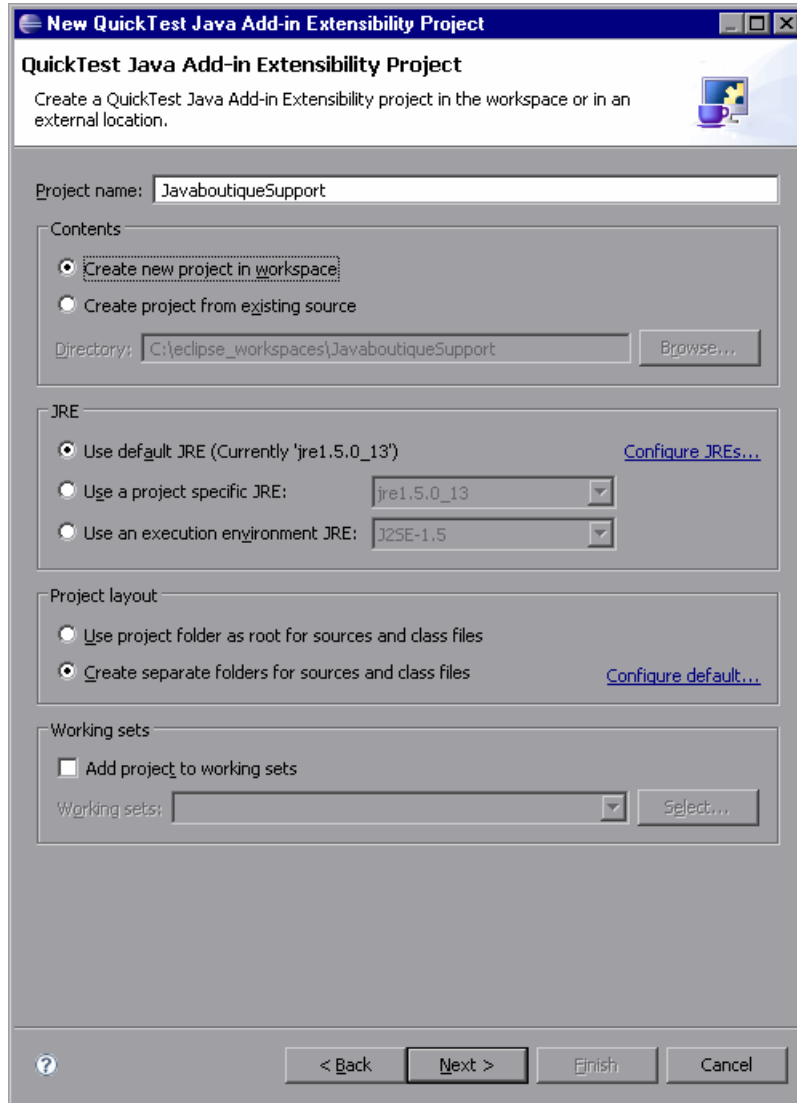 New QuickTest Java Add-in Extensibility Project
QuickTest Java Add-in Extensibility Project
Create a QuickTest Java Add-in Extensibility project in the workspace or in an
external location.
Project name: JavaboutiqueSupport
Contents
Create new project in workspace
Create project from existing source
Directory: C:\eclipse_workspaces\JavaboutiqueSupport Browse...
JRE
Use default JRE (Currently 'jre1.5.0_13') Configure JREs...
Use a project specific JRE: jre1.5.0_13
Use an execution environment JRE: J2SE-1.5
Project layout
Use project folder as root for sources and class files
Create separate folders for sources and class files Configure default...
Working sets
Add project to working sets
Working sets: Select...
? < Back Next > Finish Cancel